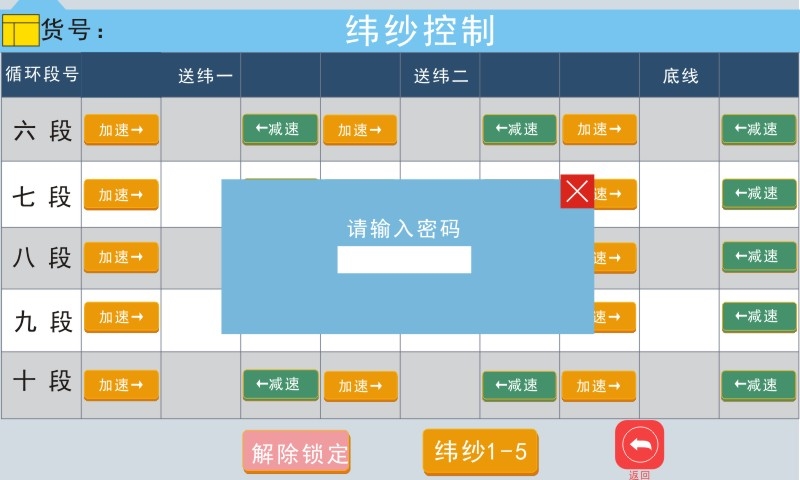 货号：
纬纱控制
循环段号 送纬一 送纬二 底线
六 段 加速→ ←减速 加速→ ←减速 加速→ ←减速
七 段 加速→ 速→ ←减速
请输入密码
八 段 加速→ 速→ ←减速
九 段 加速→ 速→ ←减速
十 段 加速→ ←减速 加速→ ←减速 加速→ ←减速
解除锁定 纬纱1-5
返回